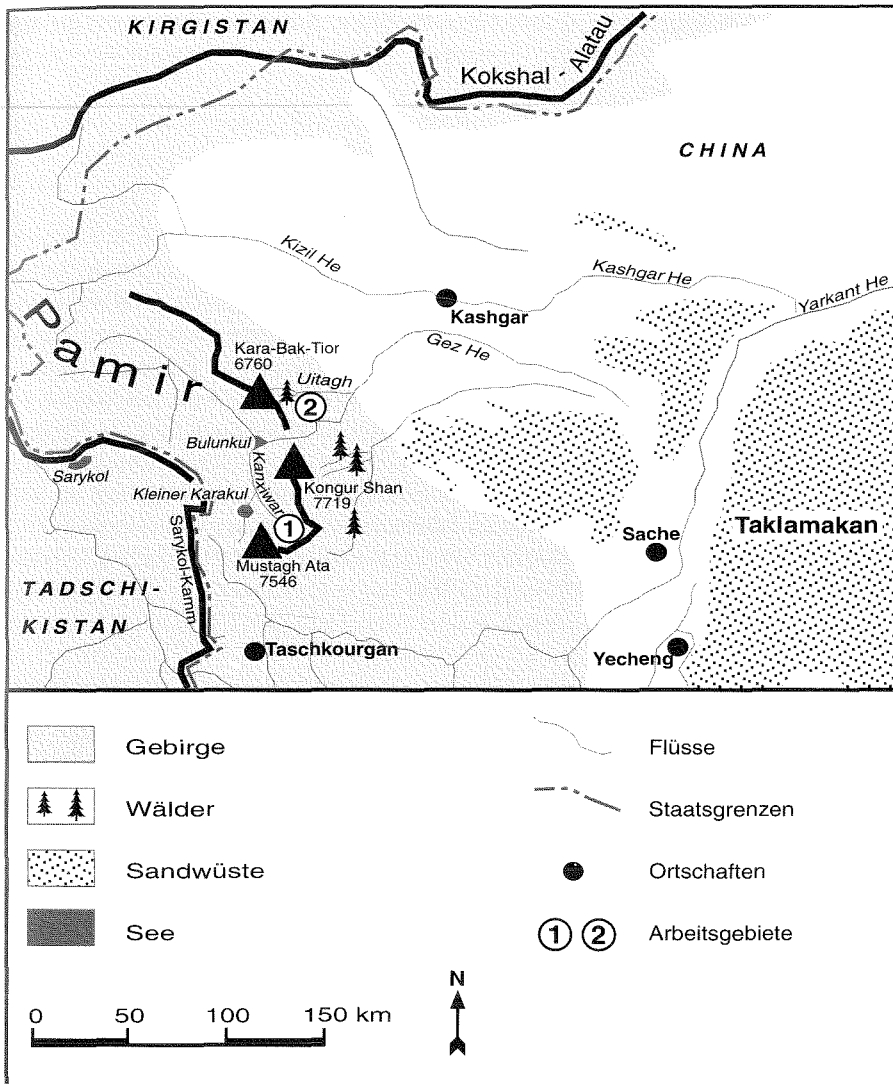 KIRGISTAN
Kokshal - Alatau
CHINA
Kizil He
Kashgar He
Yarkant He
Kashgar
Pamir
Gez He
Kara-Bak-Tior
6760
Uitagh
2
Bulunkul
Sarykol
Kanxiwar
Kongur Shan
7719
Kleiner Karakul
1
Sache
Taklamakan
Sarykol-Kamm
Mustagh Ata
7546
TADSCHI-
KISTAN
Taschkourgan
Yecheng
Gebirge
Flüsse
Wälder
Staatsgrenzen
Sandwüste
Ortschaften
See
1 2 Arbeitsgebiete
N
0 50 100 150 km